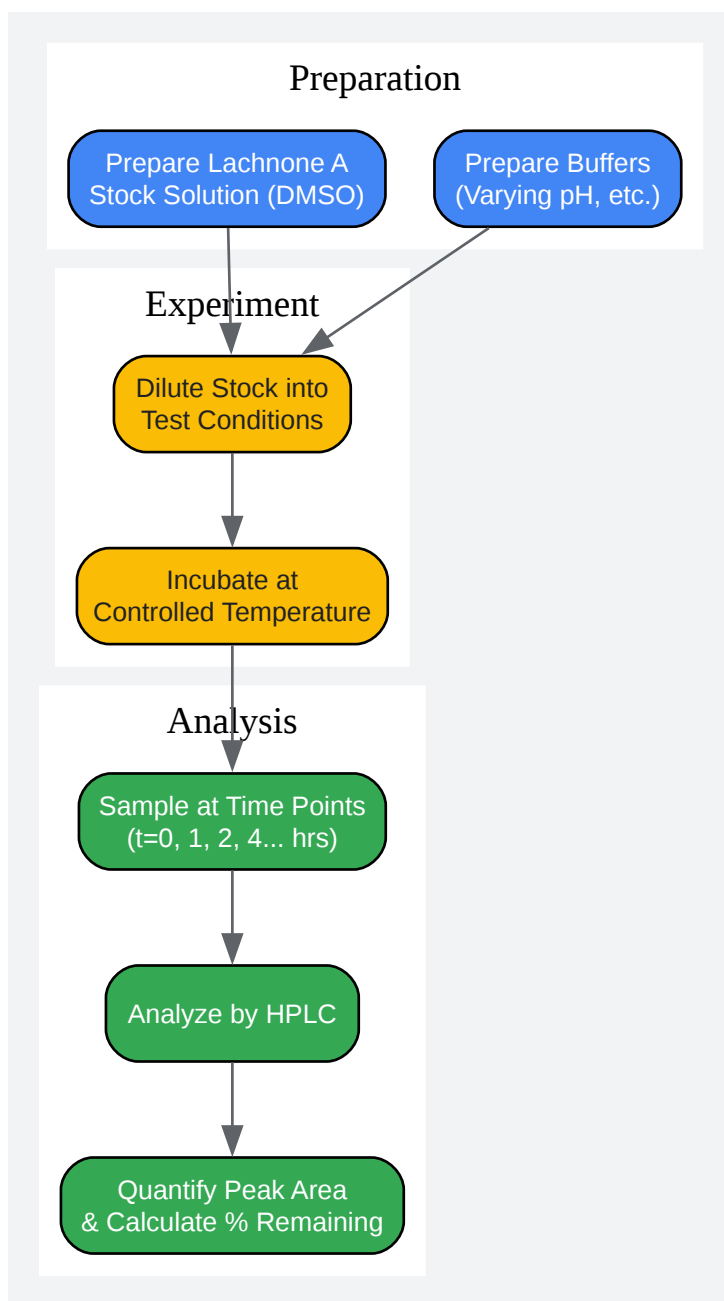 Preparation
Prepare Lachnone A
Stock Solution (DMSO)
Prepare Buffers
(Varying pH, etc.)
Experiment
Dilute Stock into
Test Conditions
Incubate at
Controlled Temperature
Analysis
Sample at Time Points
(t=0, 1, 2, 4... hrs)
Analyze by HPLC
Quantify Peak Area
& Calculate % Remaining